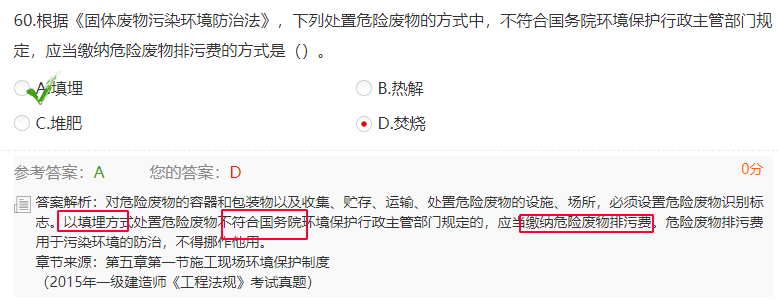 60.根据《固体废物污染环境防治法》，下列处置危险废物的方式中，不符合国务院环境保护行政主管部门规
定，应当缴纳危险废物排污费的方式是（）。
A.填埋
B.热解
C.堆肥
D.焚烧
参考答案：A 您的答案：D 0分
答案解析：对危险废物的容器和包装物以及收集、贮存、运输、处置危险废物的设施、场所，必须设置危险废物识别标
志。以填埋方式处置危险废物不符合国务院环境保护行政主管部门规定的，应当缴纳危险废物排污费。危险废物排污费
用于污染环境的防治，不得挪作他用。
章节来源：第五章第一节施工现场环境保护制度
（2015年一级建造师《工程法规》考试真题）